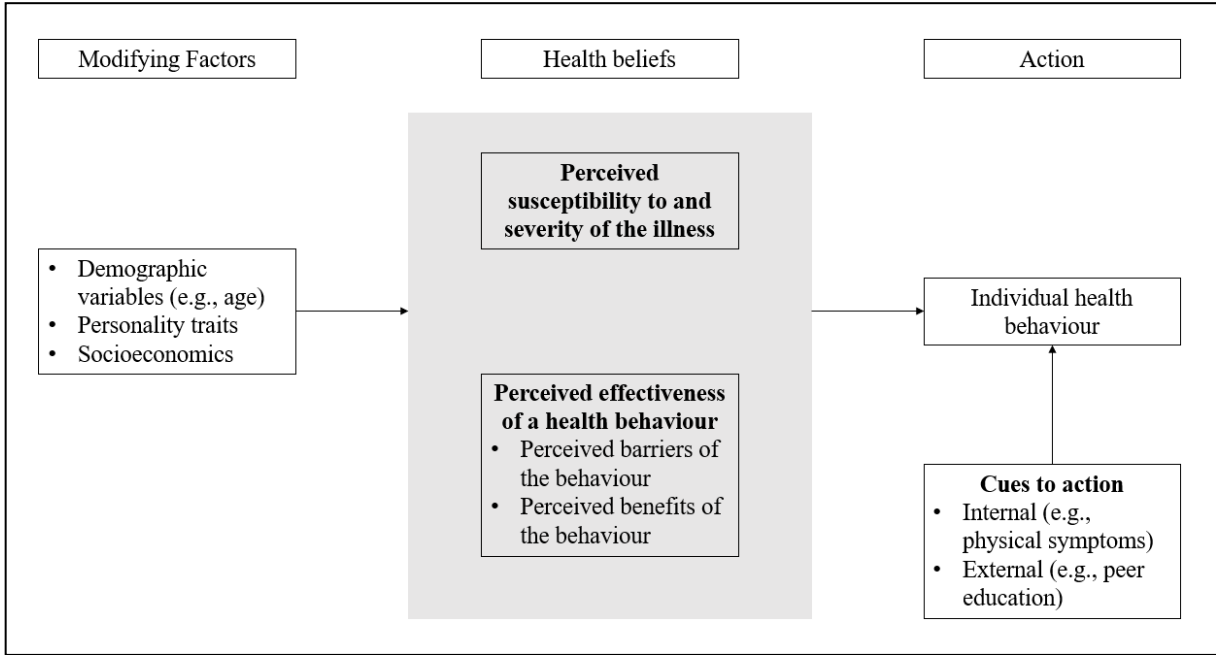 Modifying Factors
Health beliefs
Action
• Demographic
variables (e.g., age)
• Personality traits
• Socioeconomics
Perceived
susceptibility to and
severity of the illness
Perceived effectiveness
of a health behaviour
• Perceived barriers of
the behaviour
• Perceived benefits of
the behaviour
Individual health
behaviour
Cues to action
• Internal (e.g.,
physical symptoms)
• External (e.g., peer
education)